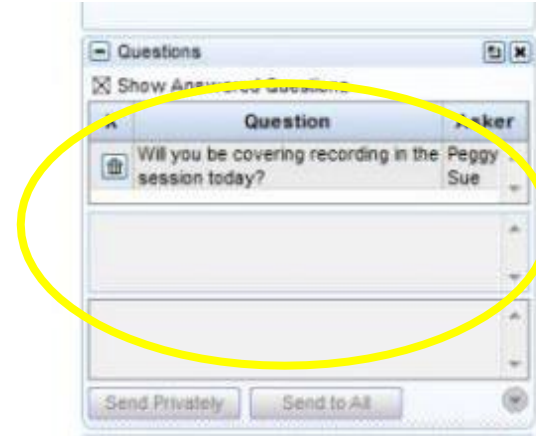 Questions
Show Answered Questions
X Question Asker
Will you be covering recording in the Peggy
session today? Sue
Send Privately Send to All